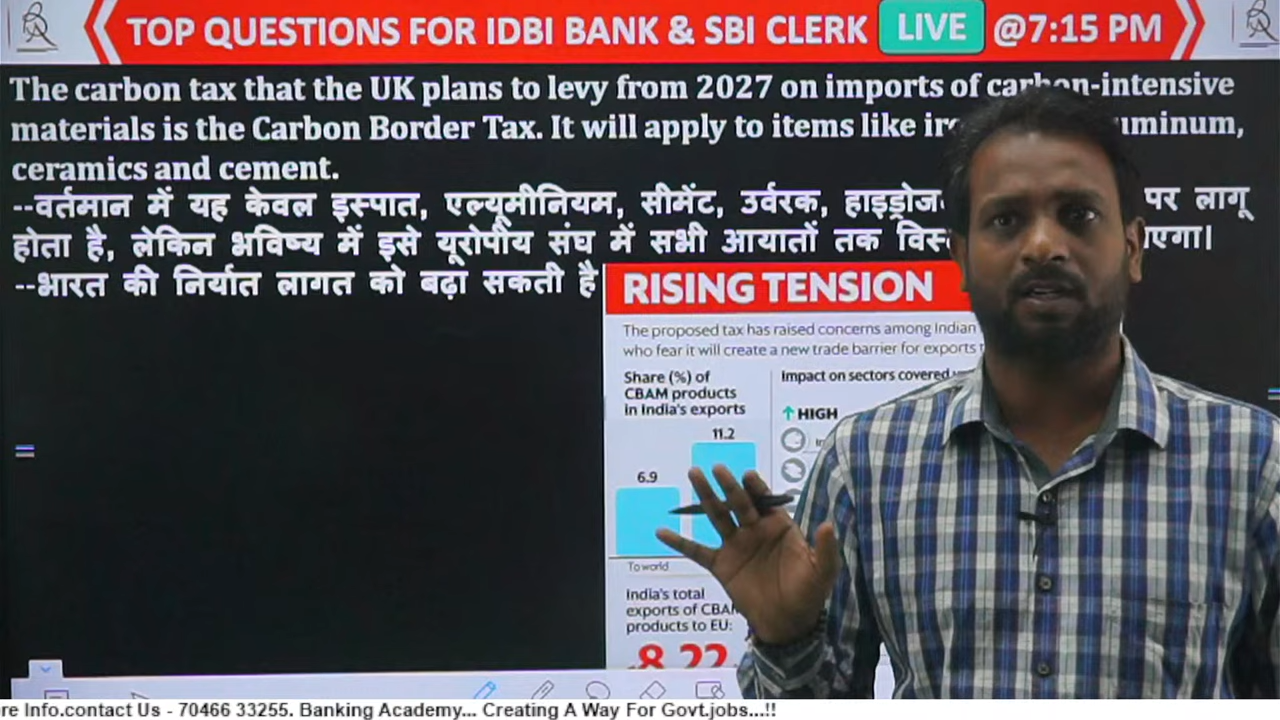 TOP QUESTIONS FOR IDBI BANK & SBI CLERK LIVE @7:15 PM
The carbon tax that the UK plans to levy from 2027 on imports of carbon-intensive
materials is the Carbon Border Tax. It will apply to items like
ceramics and cement.
--वर्तमान में यह केवल इस्पात, एल्यूमीनियम, सीमेंट, उर्वरक, पर लागू
होता है, लेकिन भविष्य में इसे यूरोपीय संघ में सभी आयातों तक
--भारत की निर्यात लागत को बढ़ा सकती है
RISING TENSION
The proposed tax has raised concerns among Indian
who fear it will create a new trade barrier for exports
Share (%) of
CBAM products
in India's exports
11.2
6.9
To world
India's total
exports of CBAM
products to EU:
8.22
Impact on sectors covered
↑ HIGH
re Info.contact Us - 70466 33255. Banking Academy... Creating A Way For Govt.jobs...!!